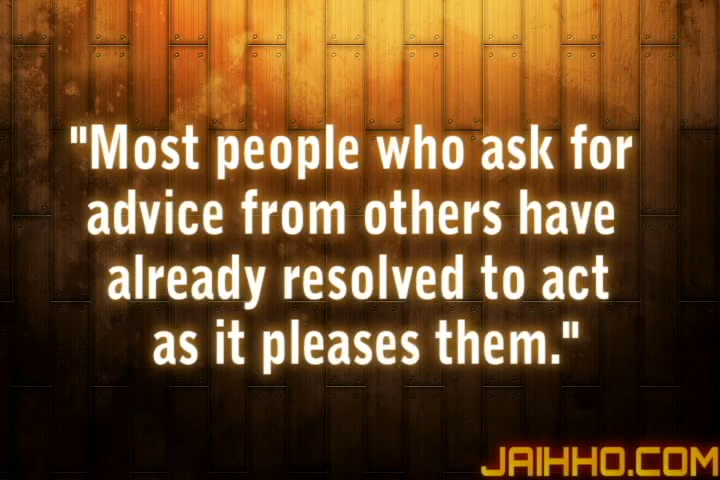 "Most people who ask for
advice from others have
already resolved to act
as it pleases them."
JAIHHO.COM